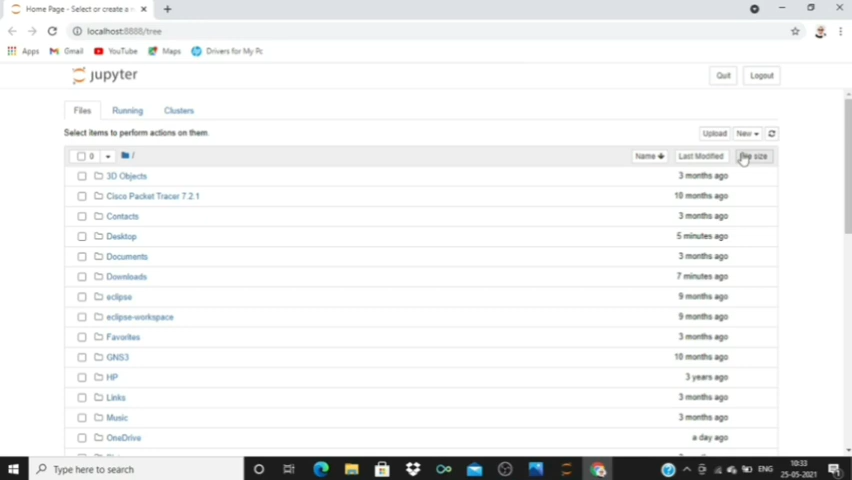 Home Page - Select or create a n
localhost:8888/tree
Apps Gmail YouTube Maps Drivers for My Pc
jupyter Quit Logout
Files Running Clusters
Select items to perform actions on them. Upload New
0 / Name Last Modified File size
3D Objects 3 months ago
Cisco Packet Tracer 7.2.1 10 months ago
Contacts 3 months ago
Desktop 5 minutes ago
Documents 3 months ago
Downloads 7 minutes ago
eclipse 9 months ago
eclipse-workspace 9 months ago
Favorites 3 months ago
GNS3 10 months ago
HP 3 years ago
Links 3 months ago
Music 3 months ago
OneDrive a day ago
Type here to search ENG 10:33
25-05-2021